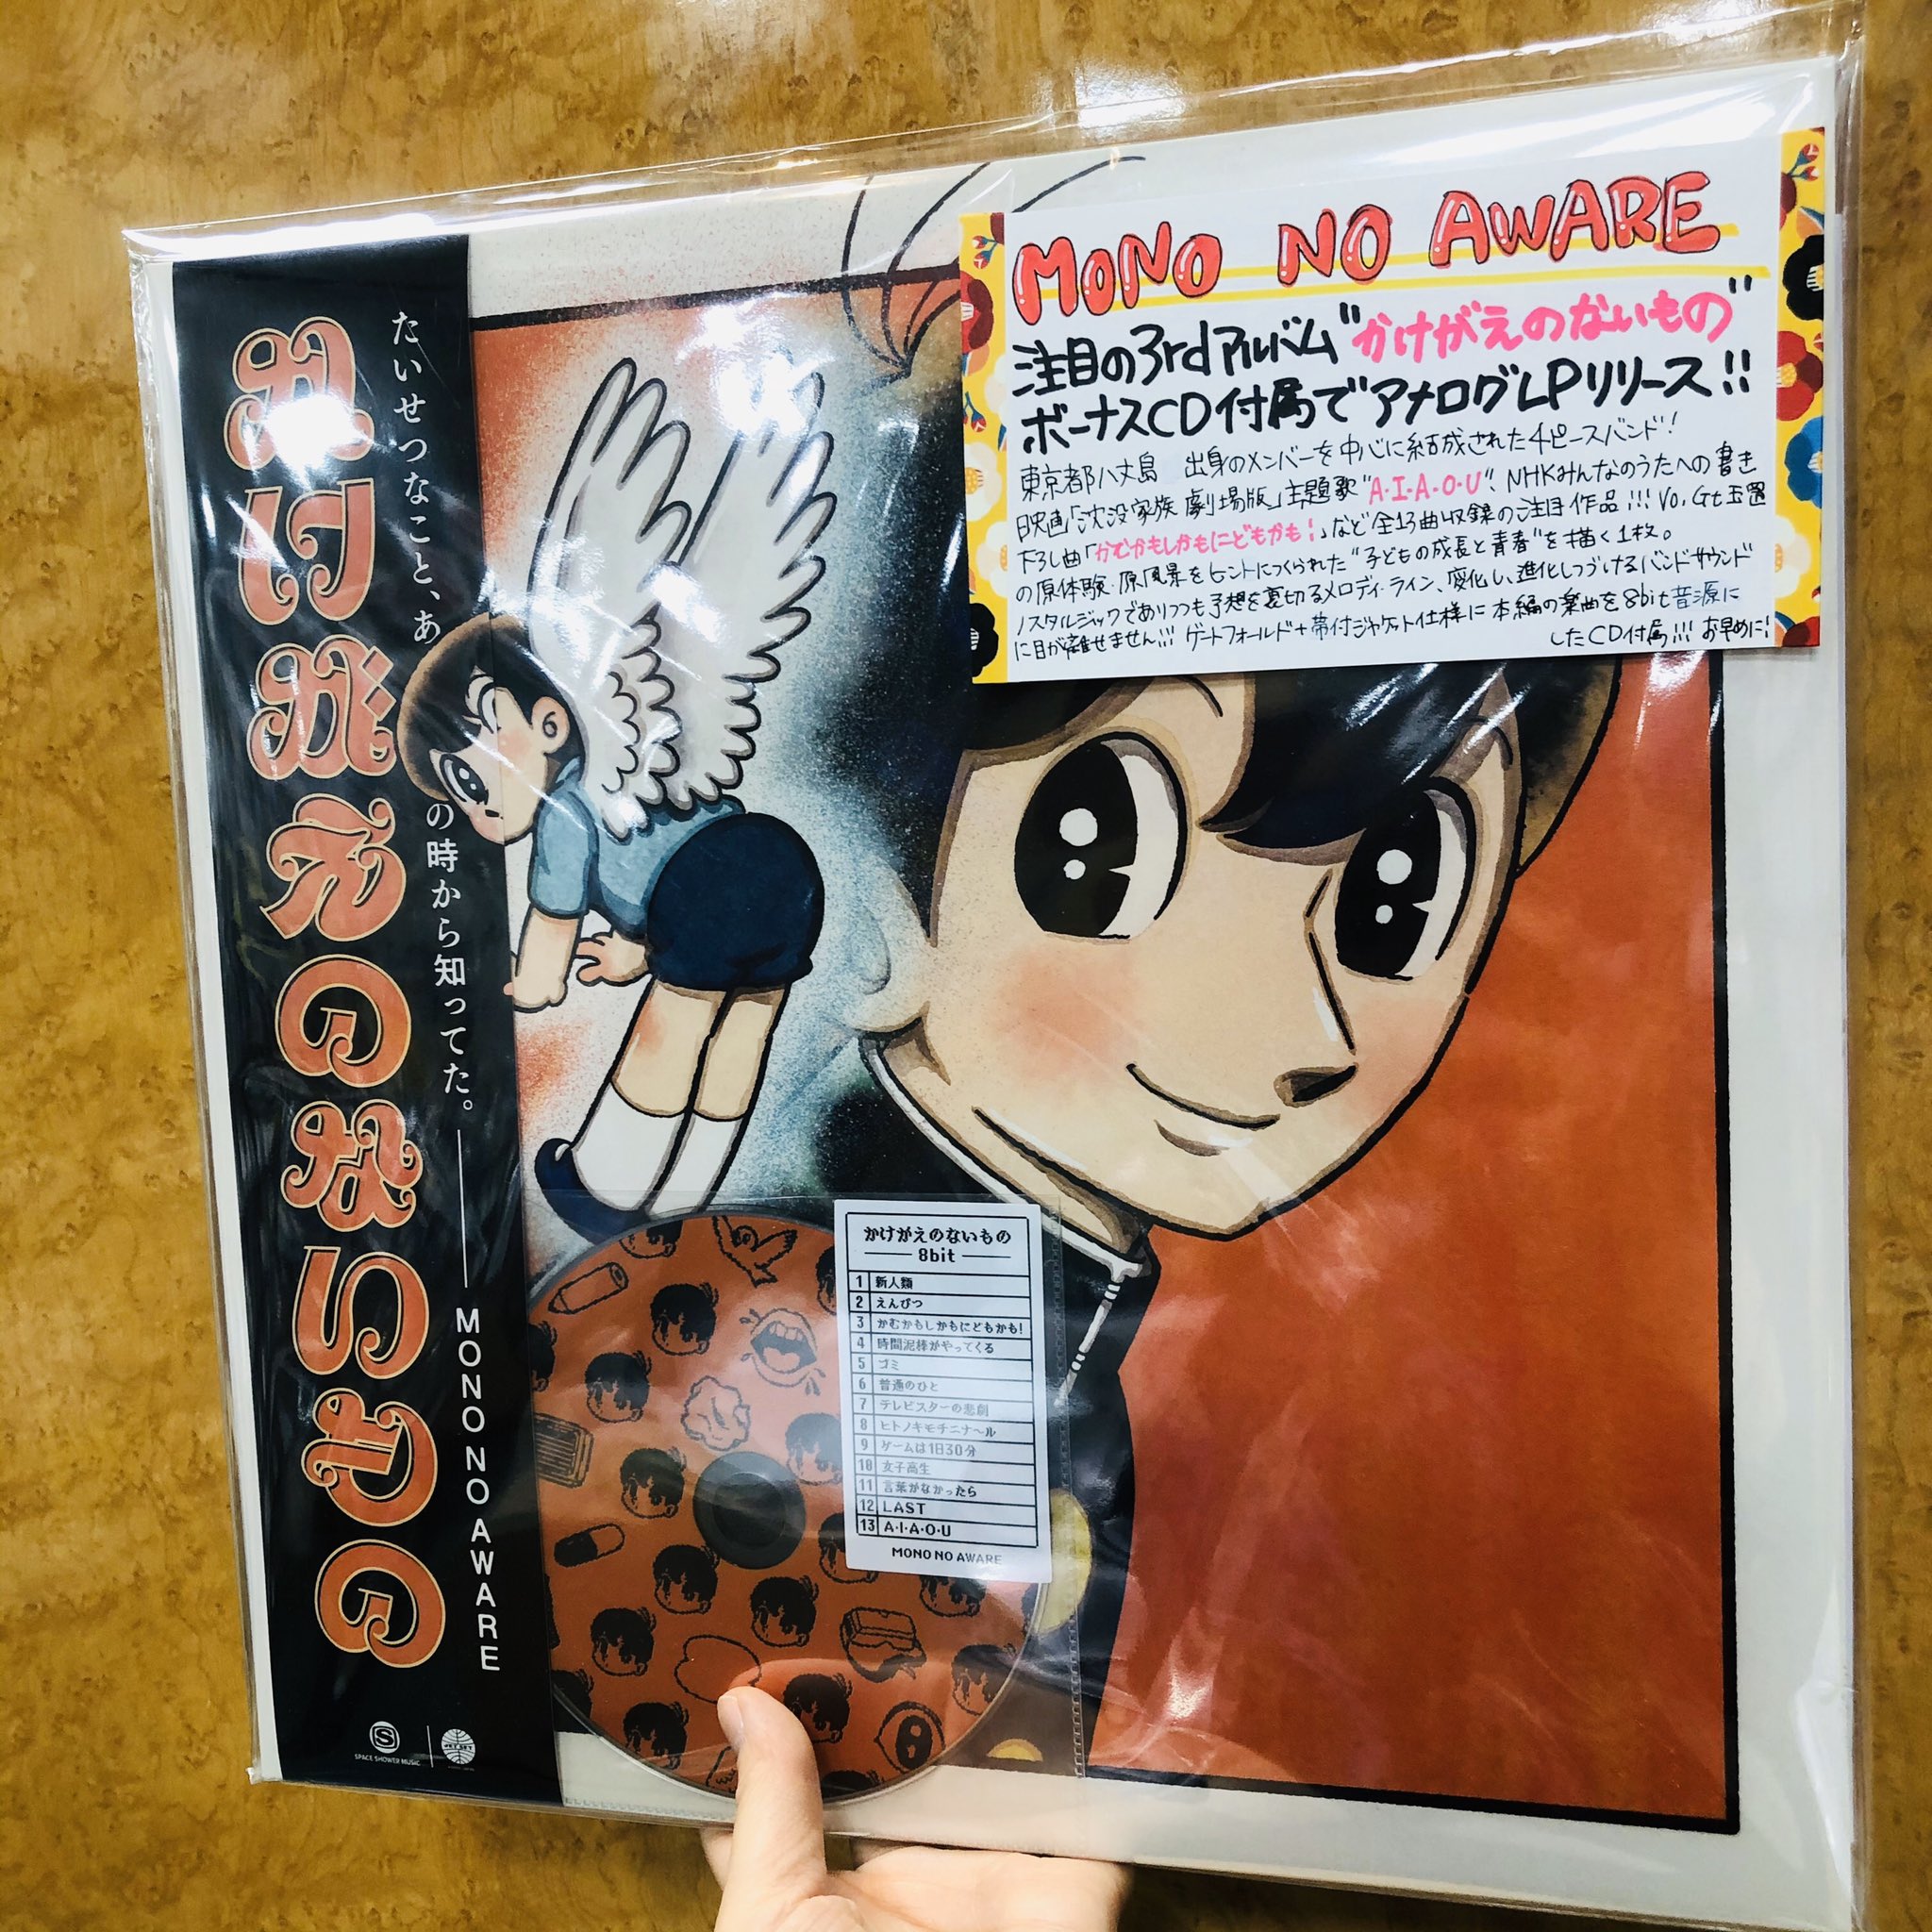 かけがえのないもの
たいせつなこと、あの時から知ってた。
MONO NO AWARE
SPACE SHOWER MUSIC
MONO NO AWARE
注目の3rdアルバム"かけがえのないもの"
ボーナスCD付属でアナログLPリリース!!
東京都八丈島 出身のメンバーを中心に結成された4ピースバンド!
映画「沈没家族 劇場版」主題歌"A・I・A・O・U"、NHKみんなのうたへの書き
下ろし曲「かむかもしかもにどもかも!」など全13曲収録の注目作品!!! Vo,Gt玉置
の原体験・原風景をヒントにつくられた"子どもの成長と青春"を描く1枚。
ノスタルジックでありつつも予想を裏切るメロディ・ライン、変化し、進化しつづけるバンドサウンド
に目が離せません!!! ゲートフォールド+帯付ジャケット仕様に本編の楽曲を8bit音源に
したCD付属!!! お早めに!
かけがえのないもの
8bit
1 新人類
2 えんぴつ
3 かむかもしかもにどもかも!
4 時間泥棒がやってくる
5 ゴミ
6 普通のひと
7 テレビスターの悲劇
8 ヒトノキモチニナ〜ル
9 ゲームは1日30分
10 女子高生
11 言葉がなかったら
12 LAST
13 A・I・A・O・U
MONO NO AWARE